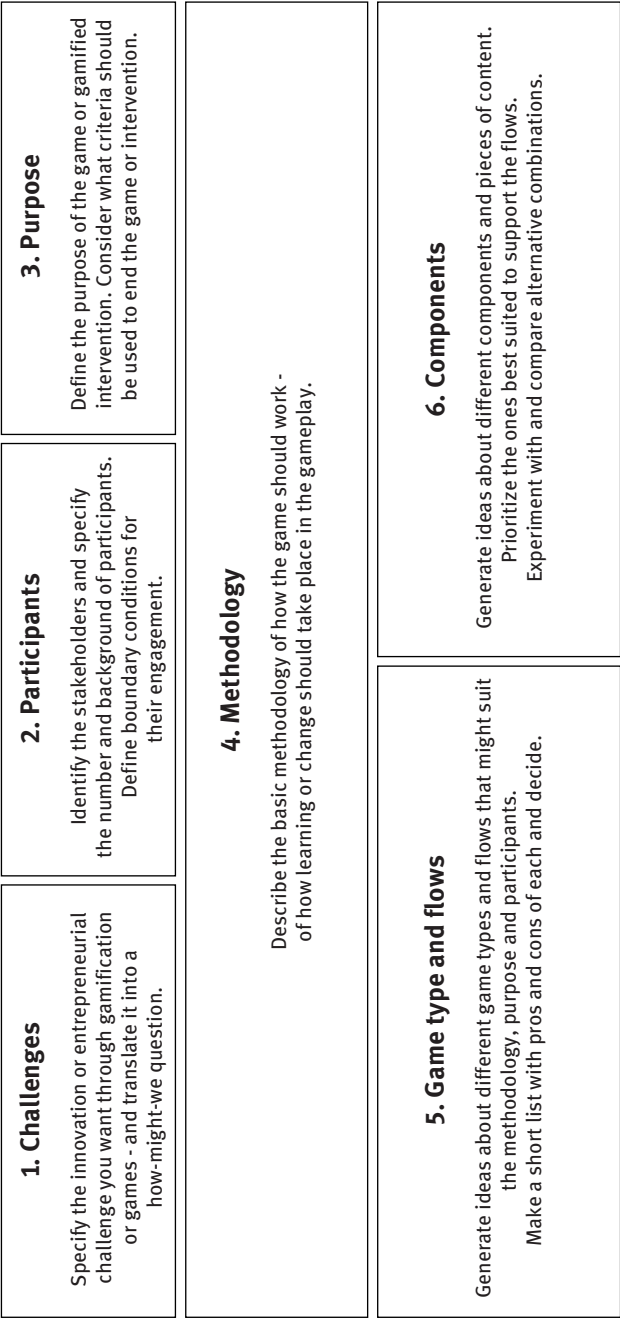 1. Challenges
Specify the innovation or entrepreneurial
challenge you want through gamification
or games - and translate it into a
how-might-we question.
2. Participants
Identify the stakeholders and specify
the number and background of participants.
Define boundary conditions for
their engagement.
3. Purpose
Define the purpose of the game or gamified
intervention. Consider what criteria should
be used to end the game or intervention.
4. Methodology
Describe the basic methodology of how the game should work -
of how learning or change should take place in the gameplay.
5. Game type and flows
Generate ideas about different game types and flows that might suit
the methodology, purpose and participants.
Make a short list with pros and cons of each and decide.
6. Components
Generate ideas about different components and pieces of content.
Prioritize the ones best suited to support the flows.
Experiment with and compare alternative combinations.